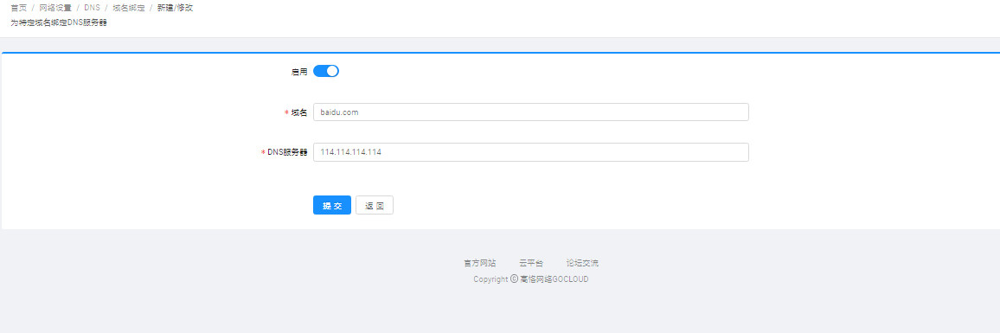 首页 / 网络设置 / DNS / 域名绑定 / 新建/修改
为特定域名绑定DNS服务器
启用
* 域名 baidu.com
* DNS服务器 114.114.114.114
提 交 返 回
官方网站 云平台 论坛交流
Copyright © 高恪网络GOCLOUD